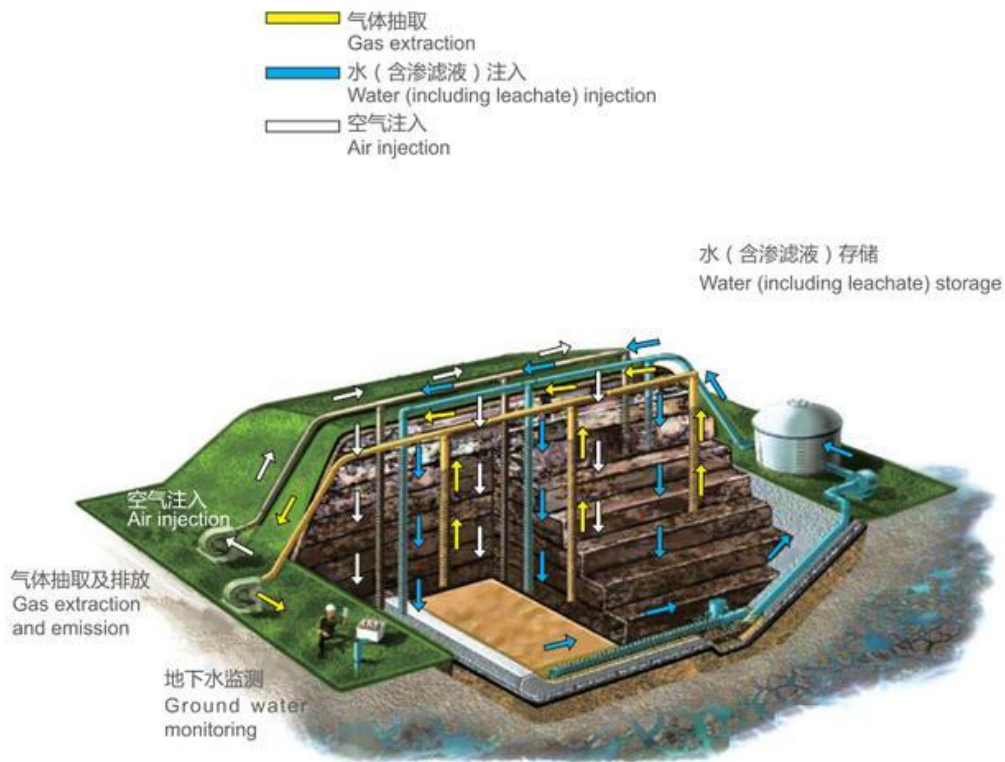 气体抽取
Gas extraction
水（含渗滤液）注入
Water (including leachate) injection
空气注入
Air injection
水（含渗滤液）存储
Water (including leachate) storage
空气注入
Air injection
气体抽取及排放
Gas extraction
and emission
地下水监测
Ground water
monitoring